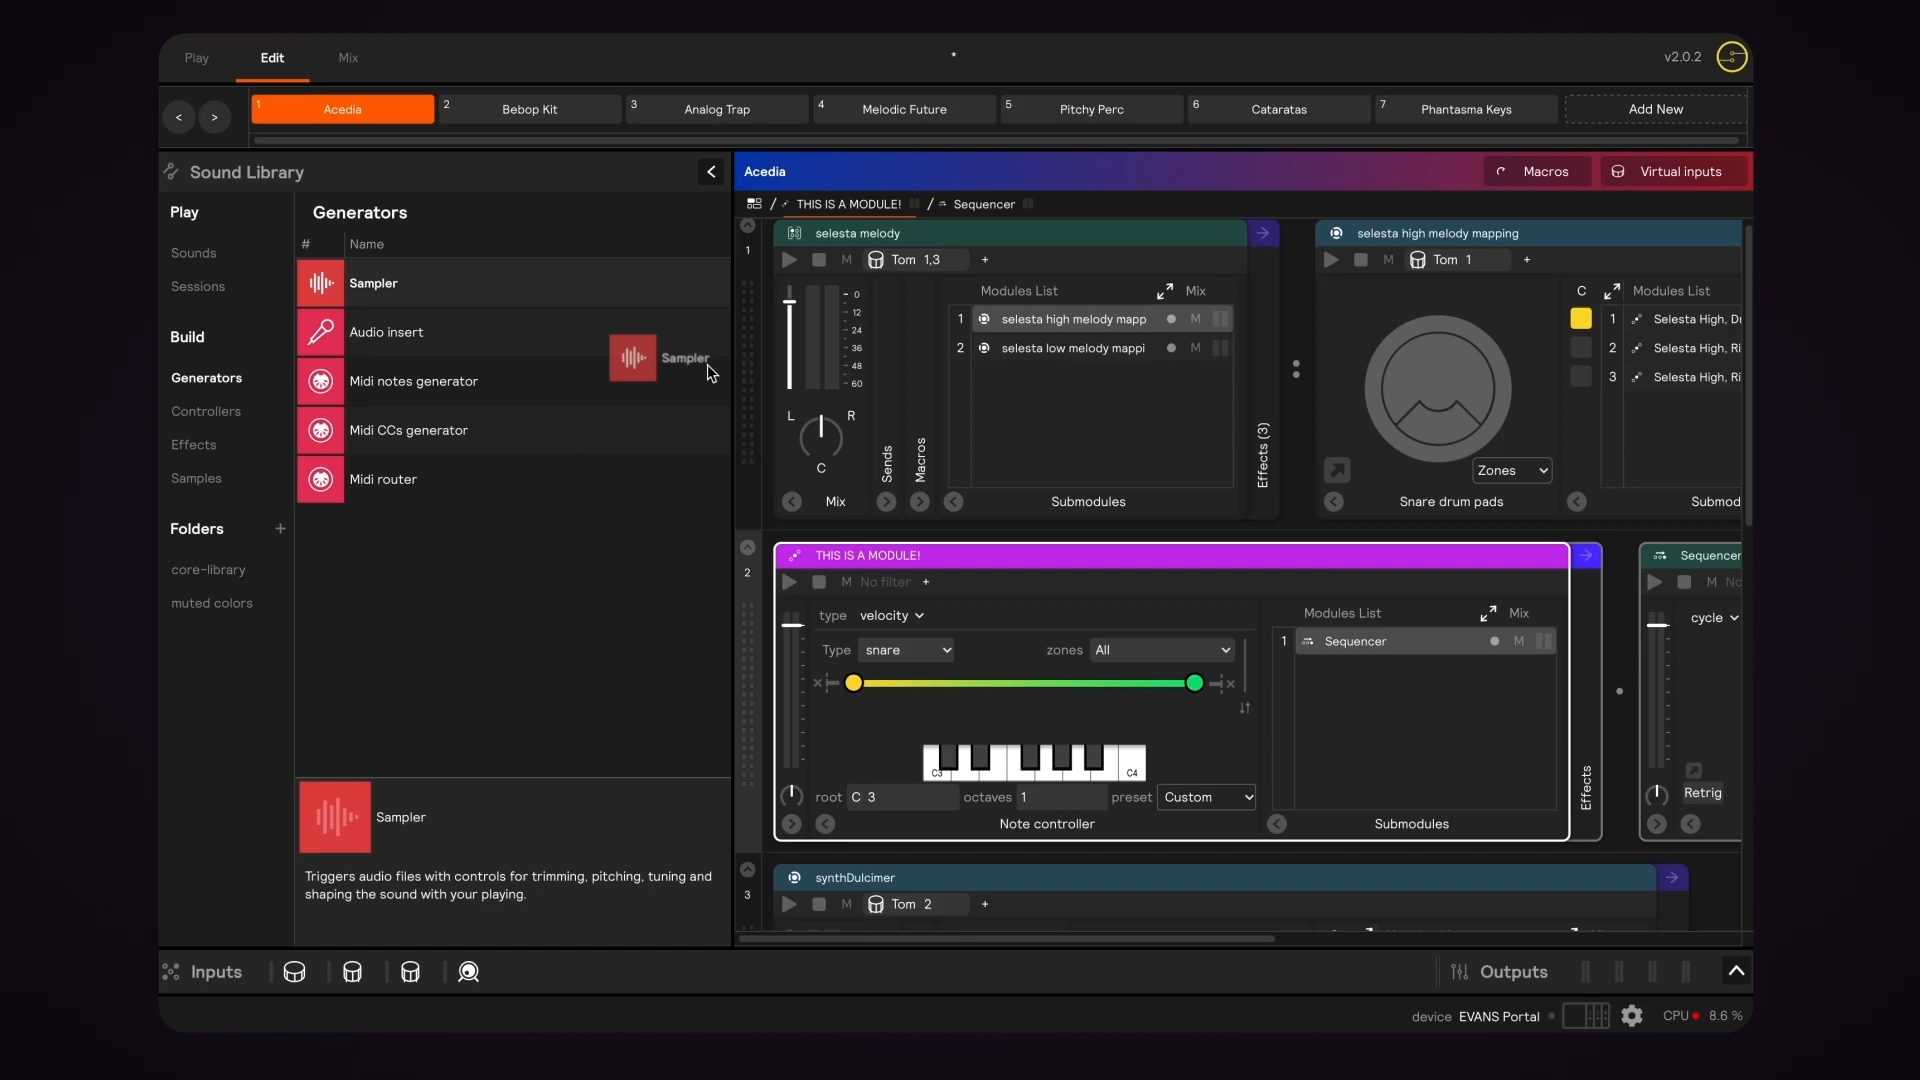 Play Edit Mix * v2.0.2
< > 1 Acedia 2 Bebop Kit 3 Analog Trap 4 Melodic Future 5 Pitchy Perc 6 Cataratas 7 Phantasma Keys Add New
Sound Library
Play
Sounds
Sessions
Build
Generators
Controllers
Effects
Samples
Folders +
core-library
muted colors
Generators
# Name
Sampler
Audio insert
Sampler
Midi notes generator
Midi CCs generator
Midi router
Sampler
Triggers audio files with controls for trimming, pitching, tuning and
shaping the sound with your playing.
Acedia Macros Virtual inputs
/ THIS IS A MODULE! / Sequencer
1
selesta melody
M Tom 1,3 +
0
12
24
36
48
60
L R
C
Mix
Sends
Macros
Modules List Mix
1 selesta high melody mapp M
2 selesta low melody mappi M
Submodules
Effects (3)
selesta high melody mapping
M Tom 1 +
Zones
Snare drum pads
C Modules List
1 Selesta High, Dr
2 Selesta High, Ri
3 Selesta High, Ri
Submod
2
THIS IS A MODULE!
M No filter +
type velocity
Type snare zones All
C3 C4
root C 3 octaves 1 preset Custom
Note controller
Modules List Mix
1 Sequencer M
Submodules
Effects
Sequencer
M No
cycle
Retrig
3
synthDulcimer
M Tom 2 +
Inputs Outputs
device EVANS Portal CPU 8.6 %